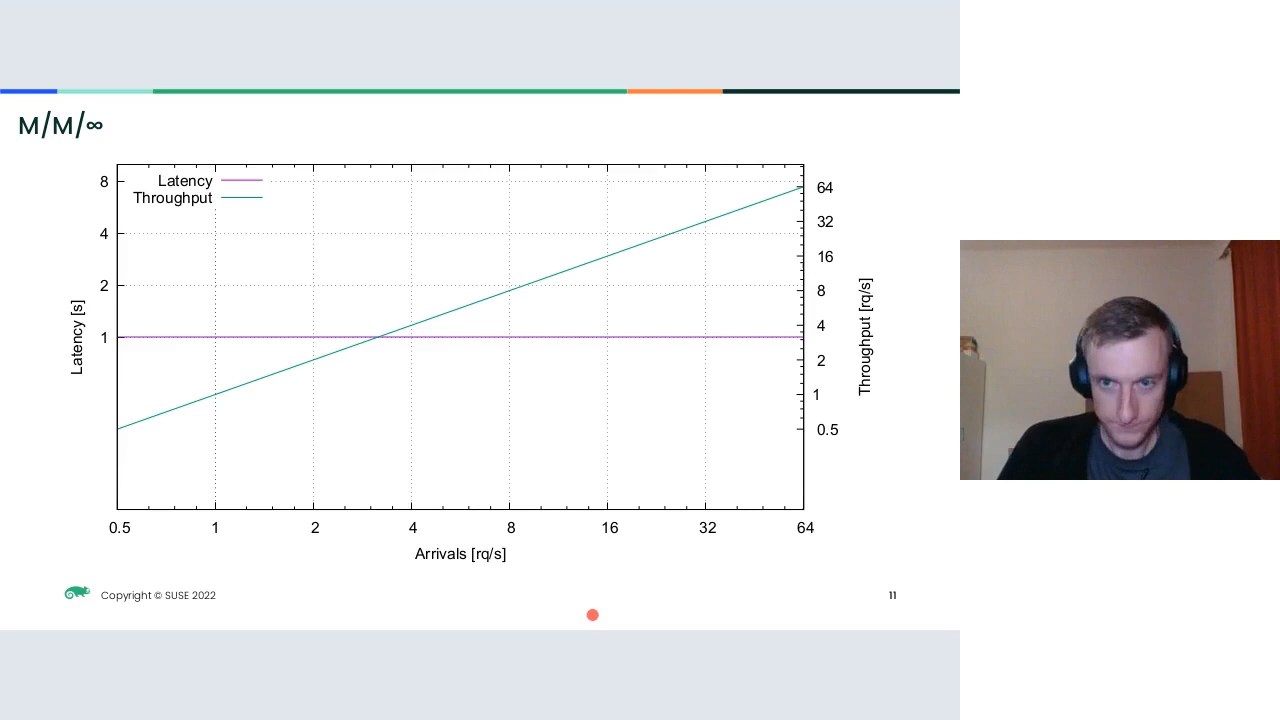 M/M/∞
Latency
Throughput
8
4
2
1
Latency [s]
64
32
16
8
4
2
1
0.5
Throughput [rq/s]
0.5 1 2 4 8 16 32 64
Arrivals [rq/s]
Copyright © SUSE 2022
11